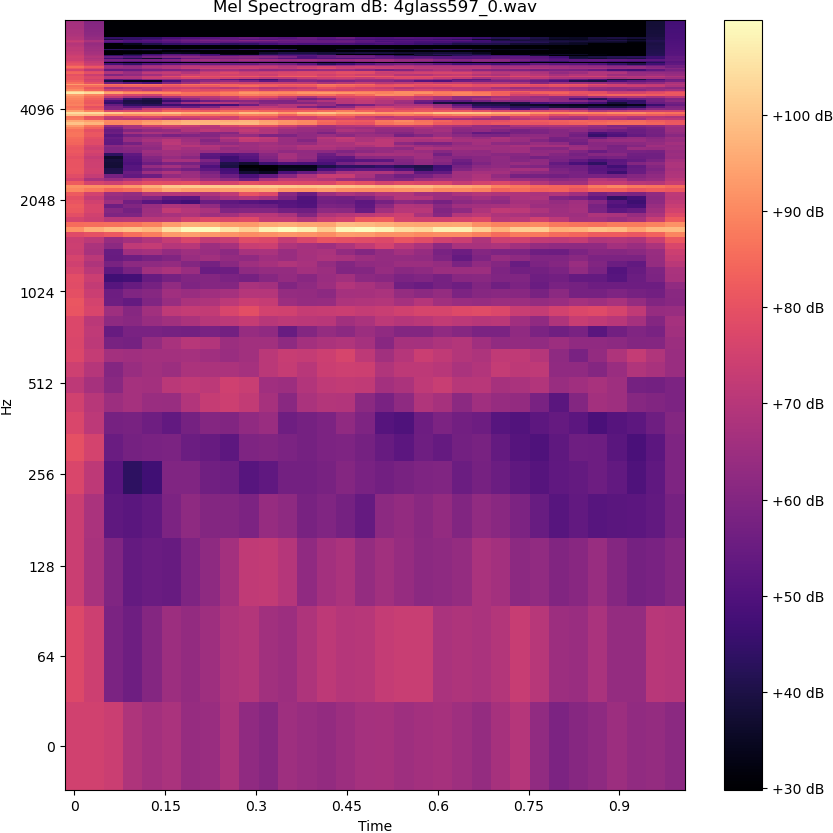 Mel Spectrogram dB: 4glass597_0.wav
4096
2048
1024
512
256
128
64
0
Hz
0 0.15 0.3 0.45 0.6 0.75 0.9
Time
+100 dB
+90 dB
+80 dB
+70 dB
+60 dB
+50 dB
+40 dB
+30 dB